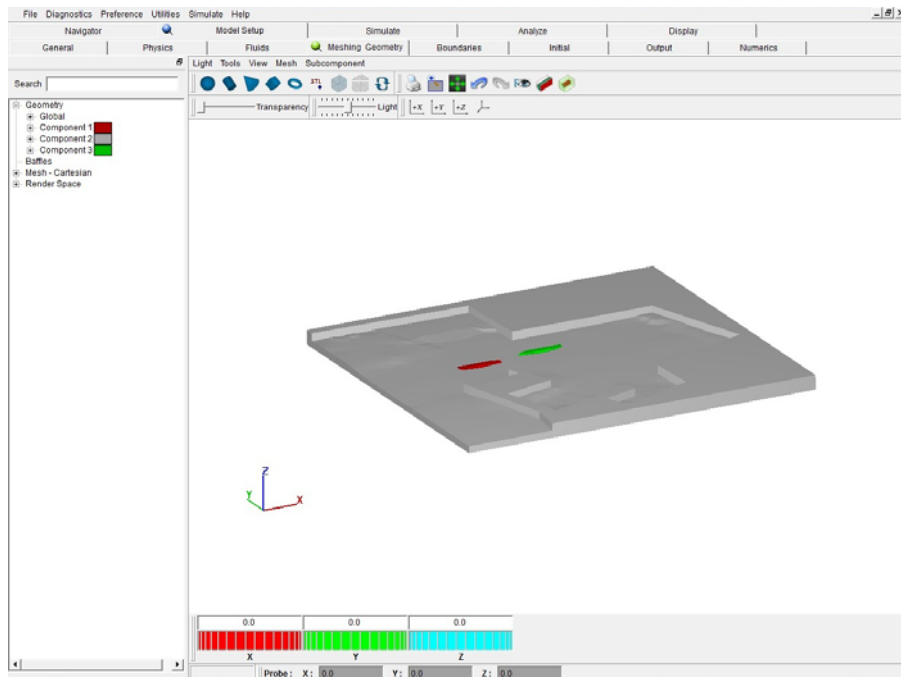 File Diagnostics Preference Utilities Simulate Help
Navigator Model Setup Simulate Analyze Display
General Physics Fluids Meshing Geometry Boundaries Initial Output Numerics
Light Tools View Mesh Subcomponent
Search
STL
Transparency Light +X +Y +Z
Geometry
Global
Component 1
Component 2
Component 3
Baffles
Mesh - Cartesian
Render Space
Z
Y
X
0.0 0.0 0.0
X Y Z
Probe: X: 0.0 Y: 0.0 Z: 0.0